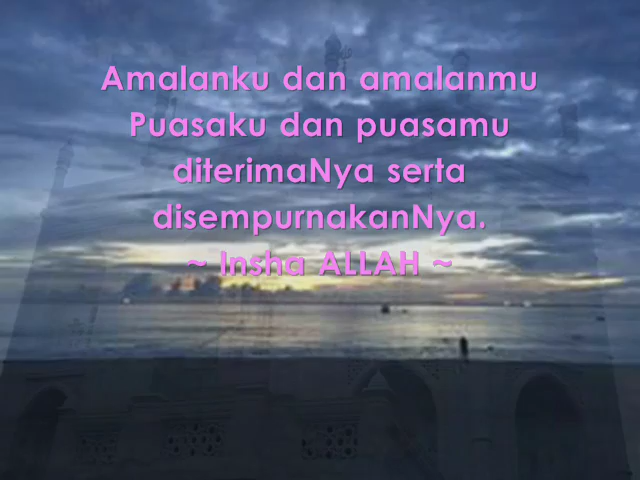 Amalanku dan amalanmu
Puasaku dan puasamu
diterimaNya serta
disempurnakanNya.
~ Insha ALLAH ~